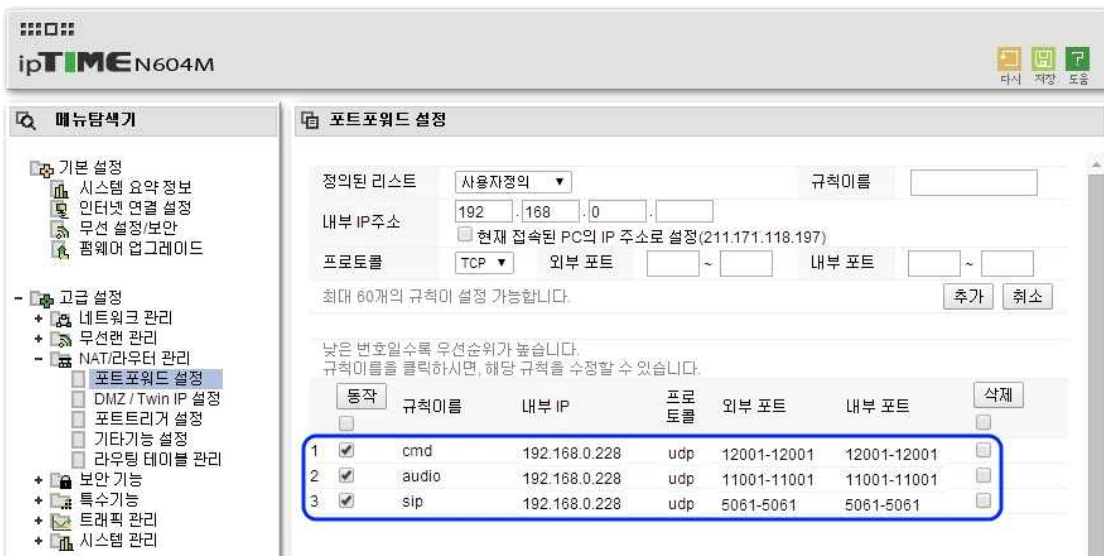 ipTIME N604M
다시 저장 도움
메뉴탐색기
기본 설정
시스템 요약 정보
인터넷 연결 설정
무선 설정/보안
펌웨어 업그레이드
- 고급 설정
+ 네트워크 관리
+ 무선랜 관리
- NAT/라우터 관리
포트포워드 설정
DMZ / Twin IP 설정
포트트리거 설정
기타기능 설정
라우팅 테이블 관리
+ 보안 기능
+ 특수기능
+ 트래픽 관리
+ 시스템 관리
포트포워드 설정
정의된 리스트 사용자정의 ▼ 규칙이름
내부 IP주소 192 . 168 . 0 .
현재 접속된 PC의 IP 주소로 설정(211.171.118.197)
프로토콜 TCP ▼ 외부 포트 ~ 내부 포트 ~
최대 60개의 규칙이 설정 가능합니다. 추가 취소
낮은 번호일수록 우선순위가 높습니다.
규칙이름을 클릭하시면, 해당 규칙을 수정할 수 있습니다.
동작 규칙이름 내부 IP 프로토콜 외부 포트 내부 포트 삭제
1 cmd 192.168.0.228 udp 12001-12001 12001-12001
2 audio 192.168.0.228 udp 11001-11001 11001-11001
3 sip 192.168.0.228 udp 5061-5061 5061-5061